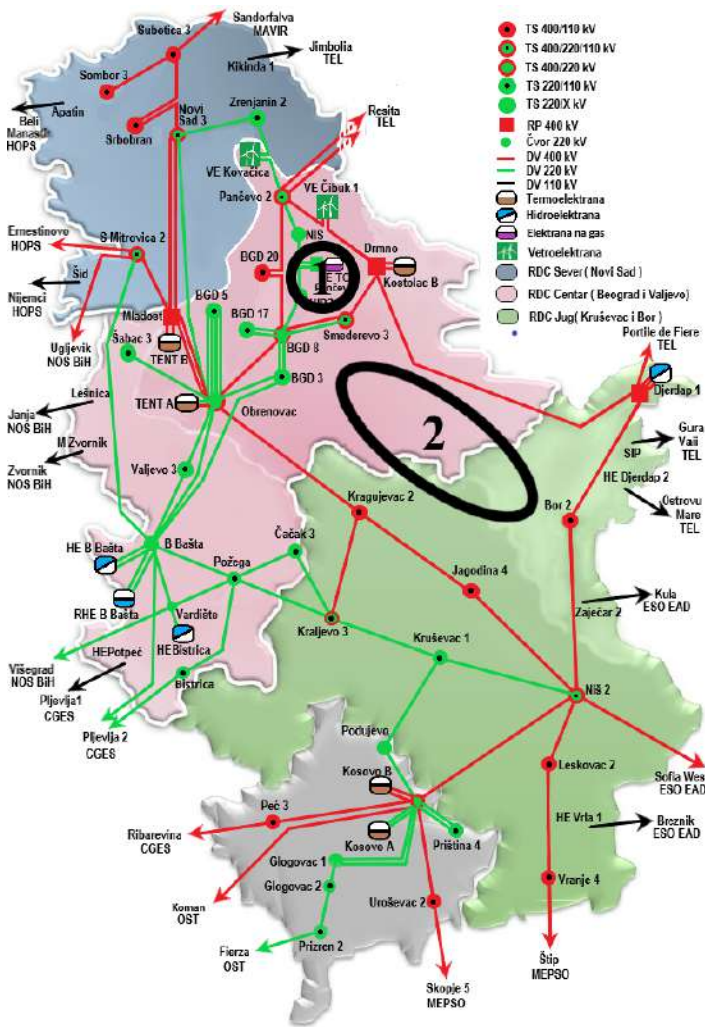 Sandorfalva
MAVIR
Subotica 3
Jimbolia
TEL
Kikinda 1
Sombor 3
Apatin
Beli
Manastir
HOPS
Novi
Sad 3
Srbobran
Zrenjanin 2
Resita
TEL
VE Kovačica
VE Čibuk 1
Pančevo 2
Ernestinovo
HOPS
S Mitrovica 2
NIS
Drmno
BGD 20
Kostolac B
1
Šid
Nijemci
HOPS
Mladost
BGD 5
BGD 17
Smederevo 3
Šabac 3
TENT B
BGD 8
Ugljevik
NOS BiH
BGD 3
Portile de Fiere
TEL
Djerdap 1
Lešnica
TENT A
Obrenovac
Janja
NOS BiH
2
Gura
Vaii
TEL
SIP
M Zvornik
Zvornik
NOS BiH
Valjevo 3
HE Djerdap 2
Ostrovu
Mare
TEL
Kragujevac 2
Bor 2
B Bašta
HE B Bašta
Čačak 3
Požega
Jagodina 4
Kula
ESO EAD
Zaječar 2
RHE B Bašta
Vardište
Kraljevo 3
HE Bistrica
Kruševac 1
Višegrad
NOS BiH
HEPotpeć
Bistrica
Pljevlja1
CGES
Niš 2
Pljevlja 2
CGES
Podujevo
Leskovac 2
Kosovo B
Sofia West
ESO EAD
Peć 3
HE Vrla 1
Breznik
ESO EAD
Ribarevina
CGES
Kosovo A
Priština 4
Glogovac 1
Glogovac 2
Vranje 4
Koman
OST
Uroševac 2
Prizren 2
Fierza
OST
Štip
MEPSO
Skopje 5
MEPSO
TS 400/110 kV
TS 400/220/110 kV
TS 400/220 kV
TS 220/110 kV
TS 220/X kV
RP 400 kV
Čvor 220 kV
DV 400 kV
DV 220 kV
DV 110 kV
Termoelektrana
Hidroelektrana
Elektrana na gas
Vetroelektrana
RDC Sever ( Novi Sad )
RDC Centar ( Beograd i Valjevo)
RDC Jug( Kruševac i Bor )